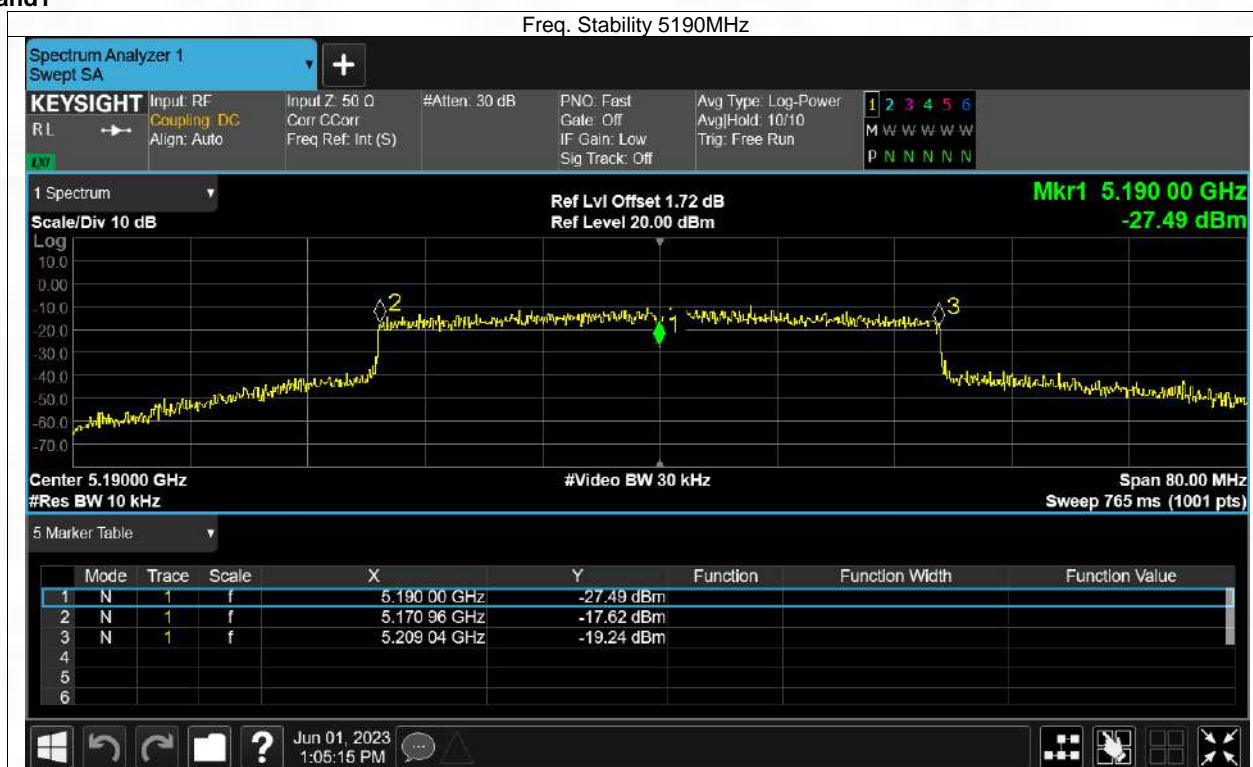 and1
Freq. Stability 5190MHz
Spectrum Analyzer 1
Swept SA
+
KEYSIGHT Input: RF Input Z: 50 Ω #Atten: 30 dB PNO: Fast Avg Type: Log-Power 1 2 3 4 5 6
RL Coupling: DC Corr CCorr Gate: Off Avg|Hold: 10/10 M W W W W W
Align: Auto Freq Ref: Int (S) IF Gain: Low Trig: Free Run
LXI Sig Track: Off P N N N N N
1 Spectrum Ref Lvl Offset 1.72 dB Mkr1 5.190 00 GHz
Scale/Div 10 dB Ref Level 20.00 dBm -27.49 dBm
Log
10.0
0.00
-10.0
-20.0
-30.0
-40.0
-50.0
-60.0
-70.0
2
1
3
Center 5.19000 GHz #Video BW 30 kHz Span 80.00 MHz
#Res BW 10 kHz Sweep 765 ms (1001 pts)
5 Marker Table
Mode Trace Scale X Y Function Function Width Function Value
1 N 1 f 5.190 00 GHz -27.49 dBm
2 N 1 f 5.170 96 GHz -17.62 dBm
3 N 1 f 5.209 04 GHz -19.24 dBm
4
5
6
? Jun 01, 2023
1:05:15 PM